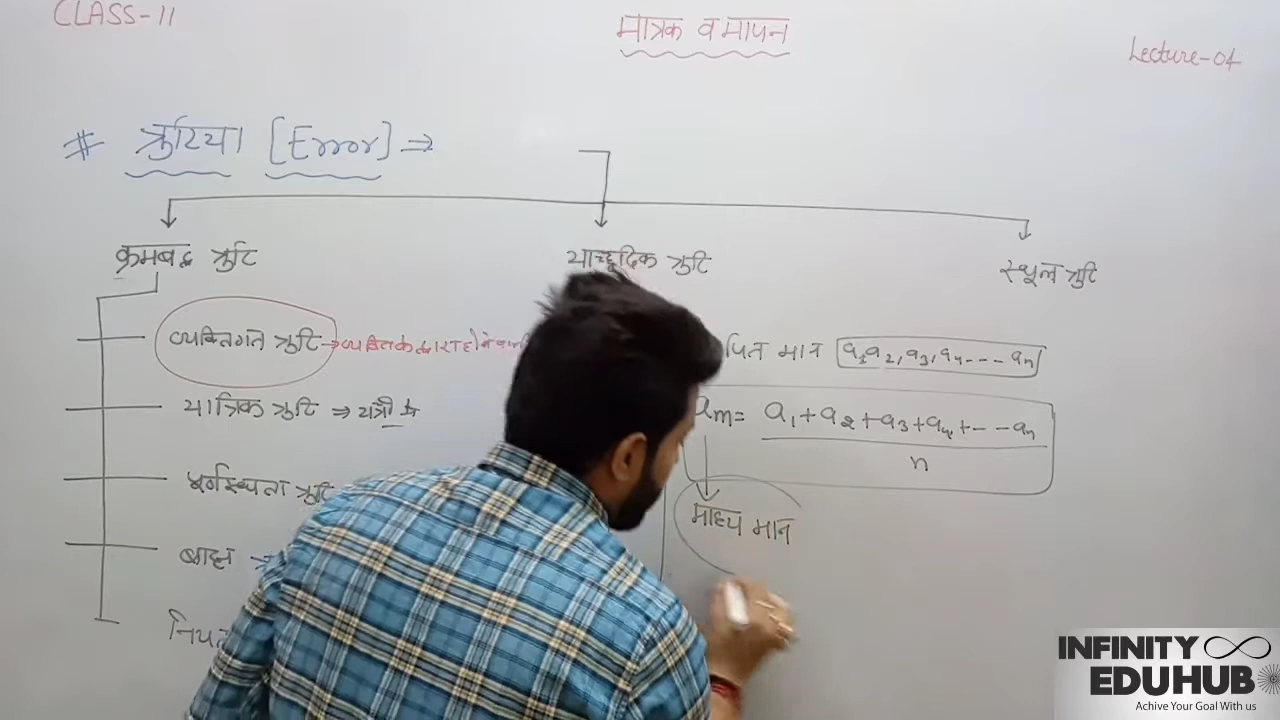 CLASS-11
मात्रक व मापन
Lecture-04
# त्रुटिया [Error] ⇒
क्रमबद्ध त्रुटि
यादृच्छिक त्रुटि
स्थूल त्रुटि
व्यक्तिगत त्रुटि → व्यक्ति के द्वारा होने
मान a₁, a₂, a₃, a₄, --- aₙ
यान्त्रिक त्रुटि ⇒ यंत्रो के
am = a₁ + a₂ + a₃ + a₄ + --- aₙ
n
त्रुटि
माध्य मान
बाह्य
INFINITY
EDUHUB
Achive Your Goal With us